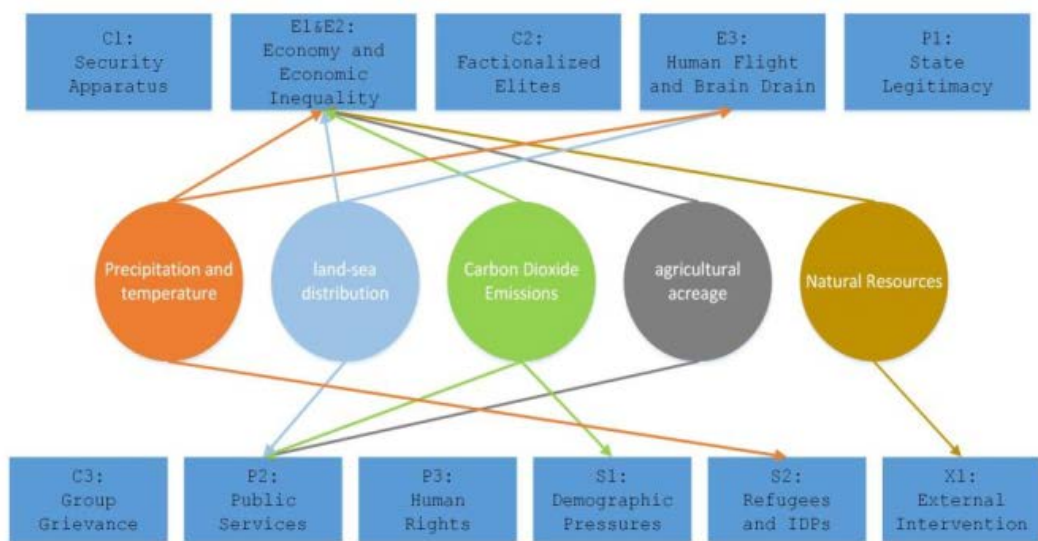 C1:
Security
Apparatus
E1&E2:
Economy and
Economic
Inequality
C2:
Factionalized
Elites
E3:
Human Flight
and Brain Drain
P1:
State
Legitimacy
Precipitation and
temperature
land-sea
distribution
Carbon Dioxide
Emissions
agricultural
acreage
Natural Resources
C3:
Group
Grievance
P2:
Public
Services
P3:
Human
Rights
S1:
Demographic
Pressures
S2:
Refugees
and IDPs
X1:
External
Intervention